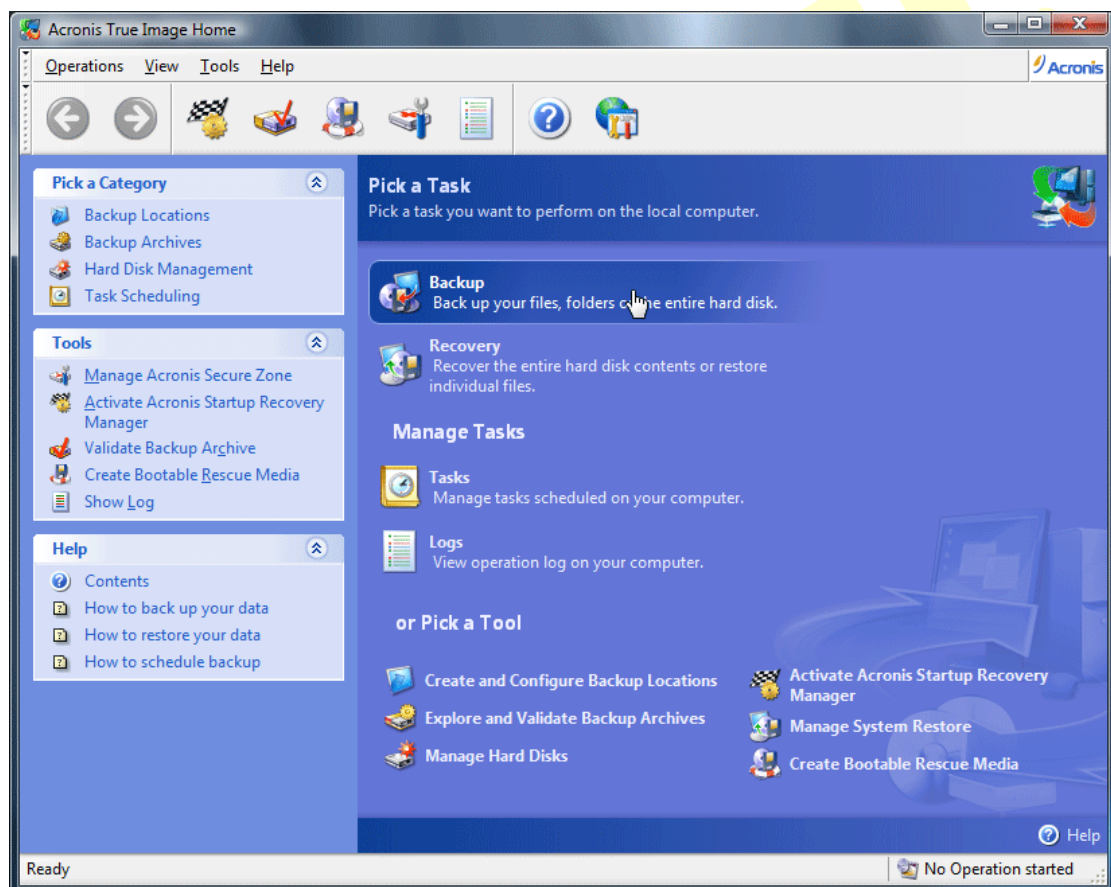 Acronis True Image Home
Operations View Tools Help
Acronis
Pick a Category
Backup Locations
Backup Archives
Hard Disk Management
Task Scheduling
Tools
Manage Acronis Secure Zone
Activate Acronis Startup Recovery
Manager
Validate Backup Archive
Create Bootable Rescue Media
Show Log
Help
Contents
How to back up your data
How to restore your data
How to schedule backup
Pick a Task
Pick a task you want to perform on the local computer.
Backup
Back up your files, folders the entire hard disk.
Recovery
Recover the entire hard disk contents or restore
individual files.
Manage Tasks
Tasks
Manage tasks scheduled on your computer.
Logs
View operation log on your computer.
or Pick a Tool
Create and Configure Backup Locations
Explore and Validate Backup Archives
Manage Hard Disks
Activate Acronis Startup Recovery
Manager
Manage System Restore
Create Bootable Rescue Media
Help
Ready
No Operation started